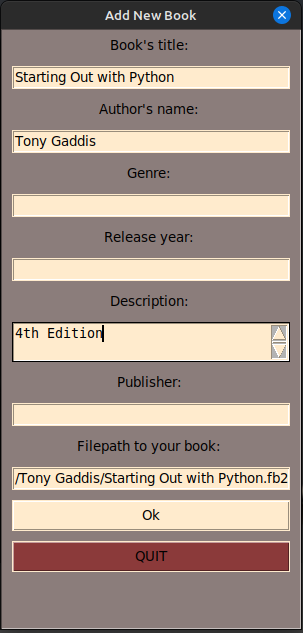 Add New Book
Book's title:
Starting Out with Python
Author's name:
Tony Gaddis
Genre:
Release year:
Description:
4th Edition
Publisher:
Filepath to your book:
/Tony Gaddis/Starting Out with Python.fb2
Ok
QUIT